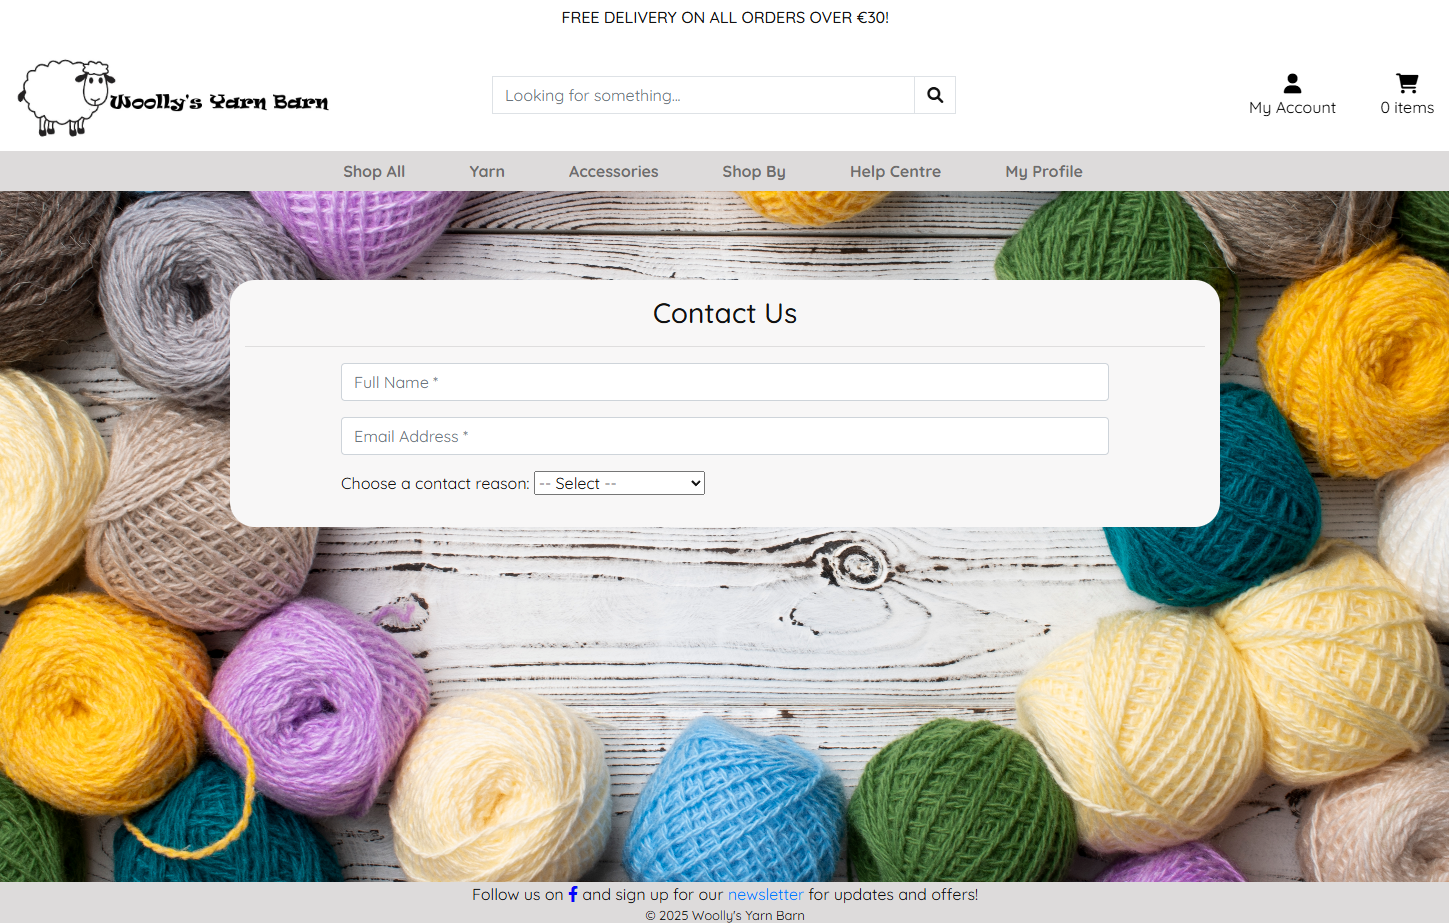 FREE DELIVERY ON ALL ORDERS OVER €30!
Woolly's Yarn Barn
Looking for something...
My Account
0 items
Shop All
Yarn
Accessories
Shop By
Help Centre
My Profile
Contact Us
Full Name *
Email Address *
Choose a contact reason: -- Select --
Follow us on f and sign up for our newsletter for updates and offers!
© 2025 Woolly's Yarn Barn